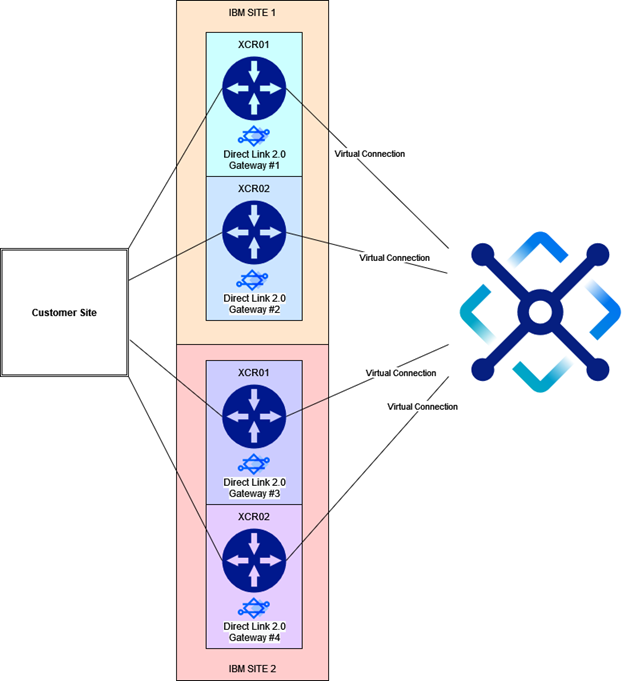 IBM SITE 1
XCR01
Direct Link 2.0
Gateway #1
Virtual Connection
XCR02
Direct Link 2.0
Gateway #2
Virtual Connection
Customer Site
XCR01
Direct Link 2.0
Gateway #3
Virtual Connection
Virtual Connection
XCR02
Direct Link 2.0
Gateway #4
IBM SITE 2